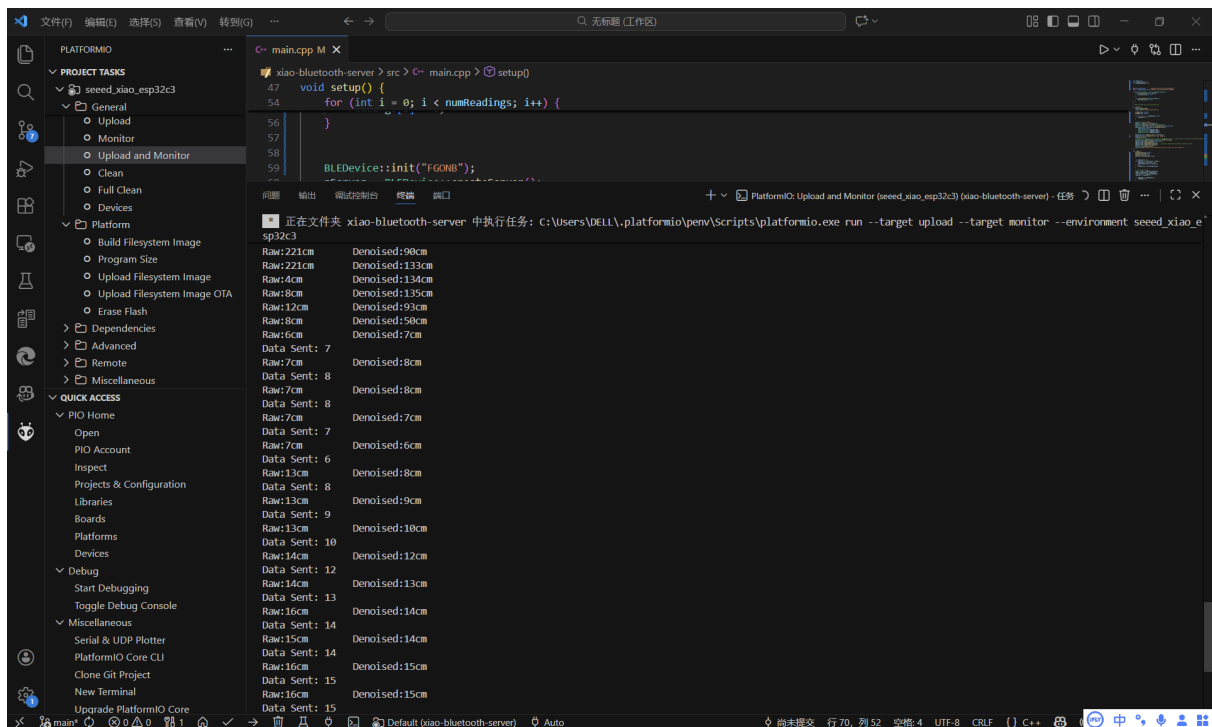 文件(F) 编辑(E) 选择(S) 查看(V) 转到(G) ··· 无标题 (工作区)
PLATFORMIO ···
PROJECT TASKS
seeed_xiao_esp32c3
General
Upload
Monitor
Upload and Monitor
Clean
Full Clean
Devices
Platform
Build Filesystem Image
Program Size
Upload Filesystem Image
Upload Filesystem Image OTA
Erase Flash
Dependencies
Advanced
Remote
Miscellaneous
QUICK ACCESS
PIO Home
Open
PIO Account
Inspect
Projects & Configuration
Libraries
Boards
Platforms
Devices
Debug
Start Debugging
Toggle Debug Console
Miscellaneous
Serial & UDP Plotter
PlatformIO Core CLI
Clone Git Project
New Terminal
Upgrade PlatformIO Core
7
1
C++ main.cpp M
xiao-bluetooth-server > src > C++ main.cpp > setup()
47 void setup() {
54 for (int i = 0; i < numReadings; i++) {
56 }
57
58
59 BLEDevice::init("FGONB");
问题 输出 调试控制台 终端 端口 PlatformIO: Upload and Monitor (seeed_xiao_esp32c3) (xiao-bluetooth-server) - 任务
* 正在文件夹 xiao-bluetooth-server 中执行任务: C:\Users\DELL\.platformio\penv\Scripts\platformio.exe run --target upload --target monitor --environment seeed_xiao_e
sp32c3
Raw:221cm Denoised:90cm
Raw:221cm Denoised:133cm
Raw:4cm Denoised:134cm
Raw:8cm Denoised:135cm
Raw:12cm Denoised:93cm
Raw:8cm Denoised:50cm
Raw:6cm Denoised:7cm
Data Sent: 7
Raw:7cm Denoised:8cm
Data Sent: 8
Raw:7cm Denoised:8cm
Data Sent: 8
Raw:7cm Denoised:7cm
Data Sent: 7
Raw:7cm Denoised:6cm
Data Sent: 6
Raw:13cm Denoised:8cm
Data Sent: 8
Raw:13cm Denoised:9cm
Data Sent: 9
Raw:13cm Denoised:10cm
Data Sent: 10
Raw:14cm Denoised:12cm
Data Sent: 12
Raw:14cm Denoised:13cm
Data Sent: 13
Raw:16cm Denoised:14cm
Data Sent: 14
Raw:15cm Denoised:14cm
Data Sent: 14
Raw:16cm Denoised:15cm
Data Sent: 15
Raw:16cm Denoised:15cm
Data Sent: 15
main* 0 0 1 Default (xiao-bluetooth-server) Auto 尚未提交 行 70，列 52 空格: 4 UTF-8 CRLF {} C++ iFLY 中